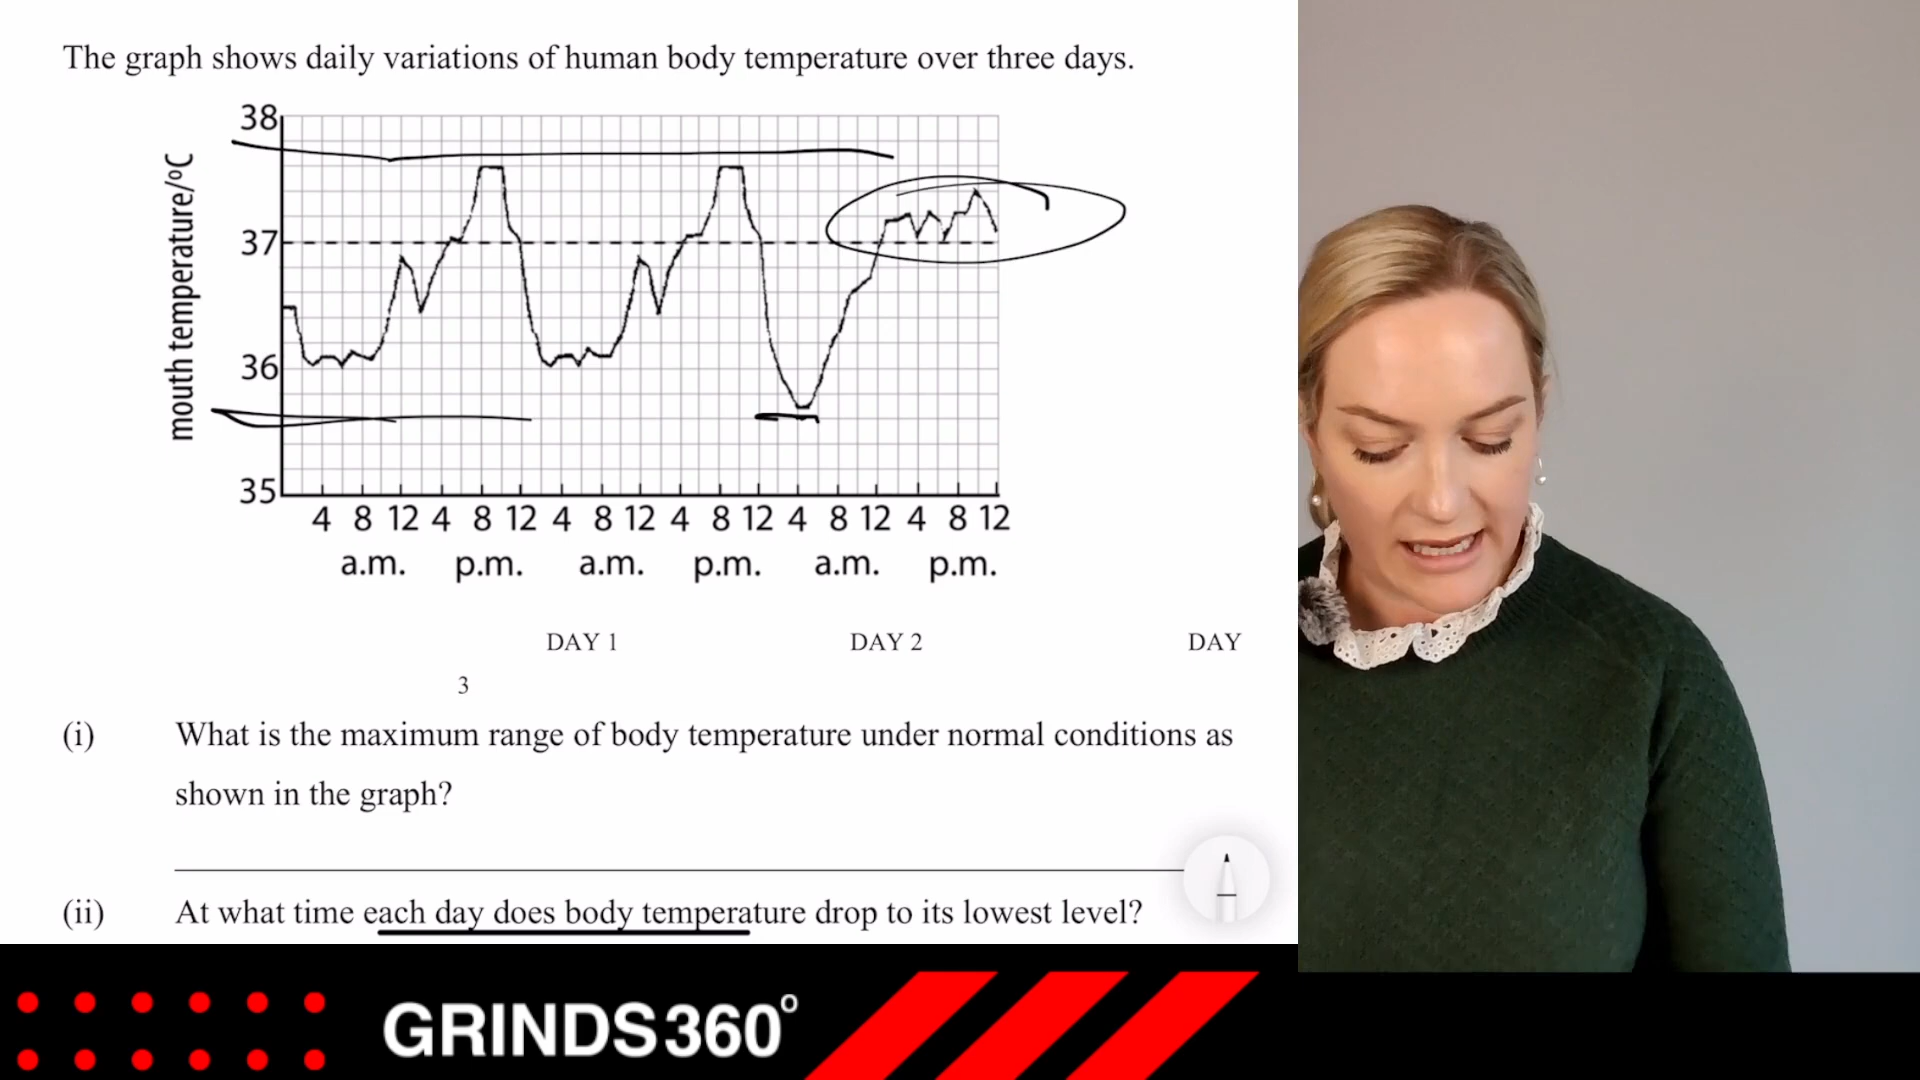 The graph shows daily variations of human body temperature over three days.
38
37
36
35
mouth temperature/ºC
4 8 12 4 8 12 4 8 12 4 8 12 4 8 12 4 8 12
a.m. p.m. a.m. p.m. a.m. p.m.
DAY 1 DAY 2 DAY
3
(i) What is the maximum range of body temperature under normal conditions as
shown in the graph?
(ii) At what time each day does body temperature drop to its lowest level?
GRINDS360º